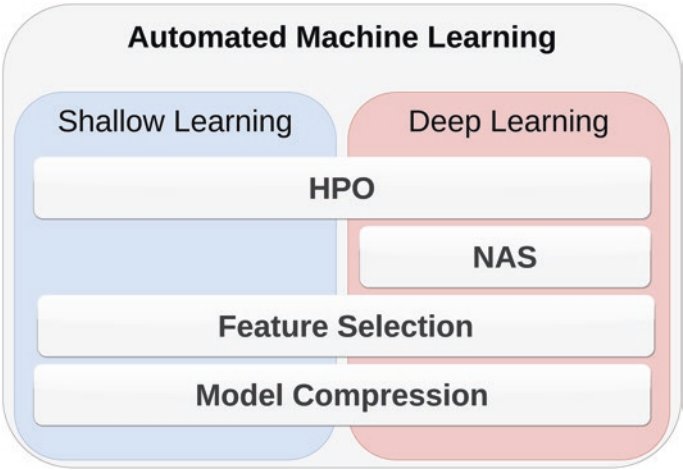 Automated Machine Learning
Shallow Learning
Deep Learning
HPO
NAS
Feature Selection
Model Compression